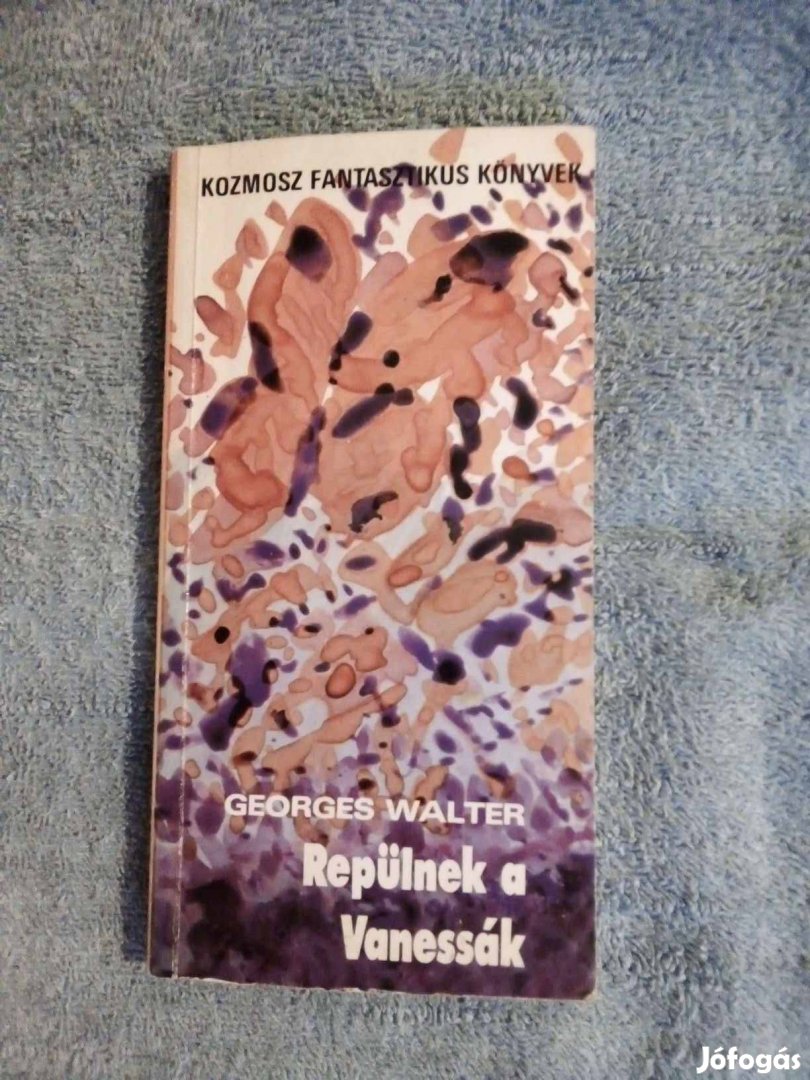 KOZMOSZ FANTASZTIKUS KÖNYVEK
GEORGES WALTER
Repülnek a
Vanessák
Jófogás